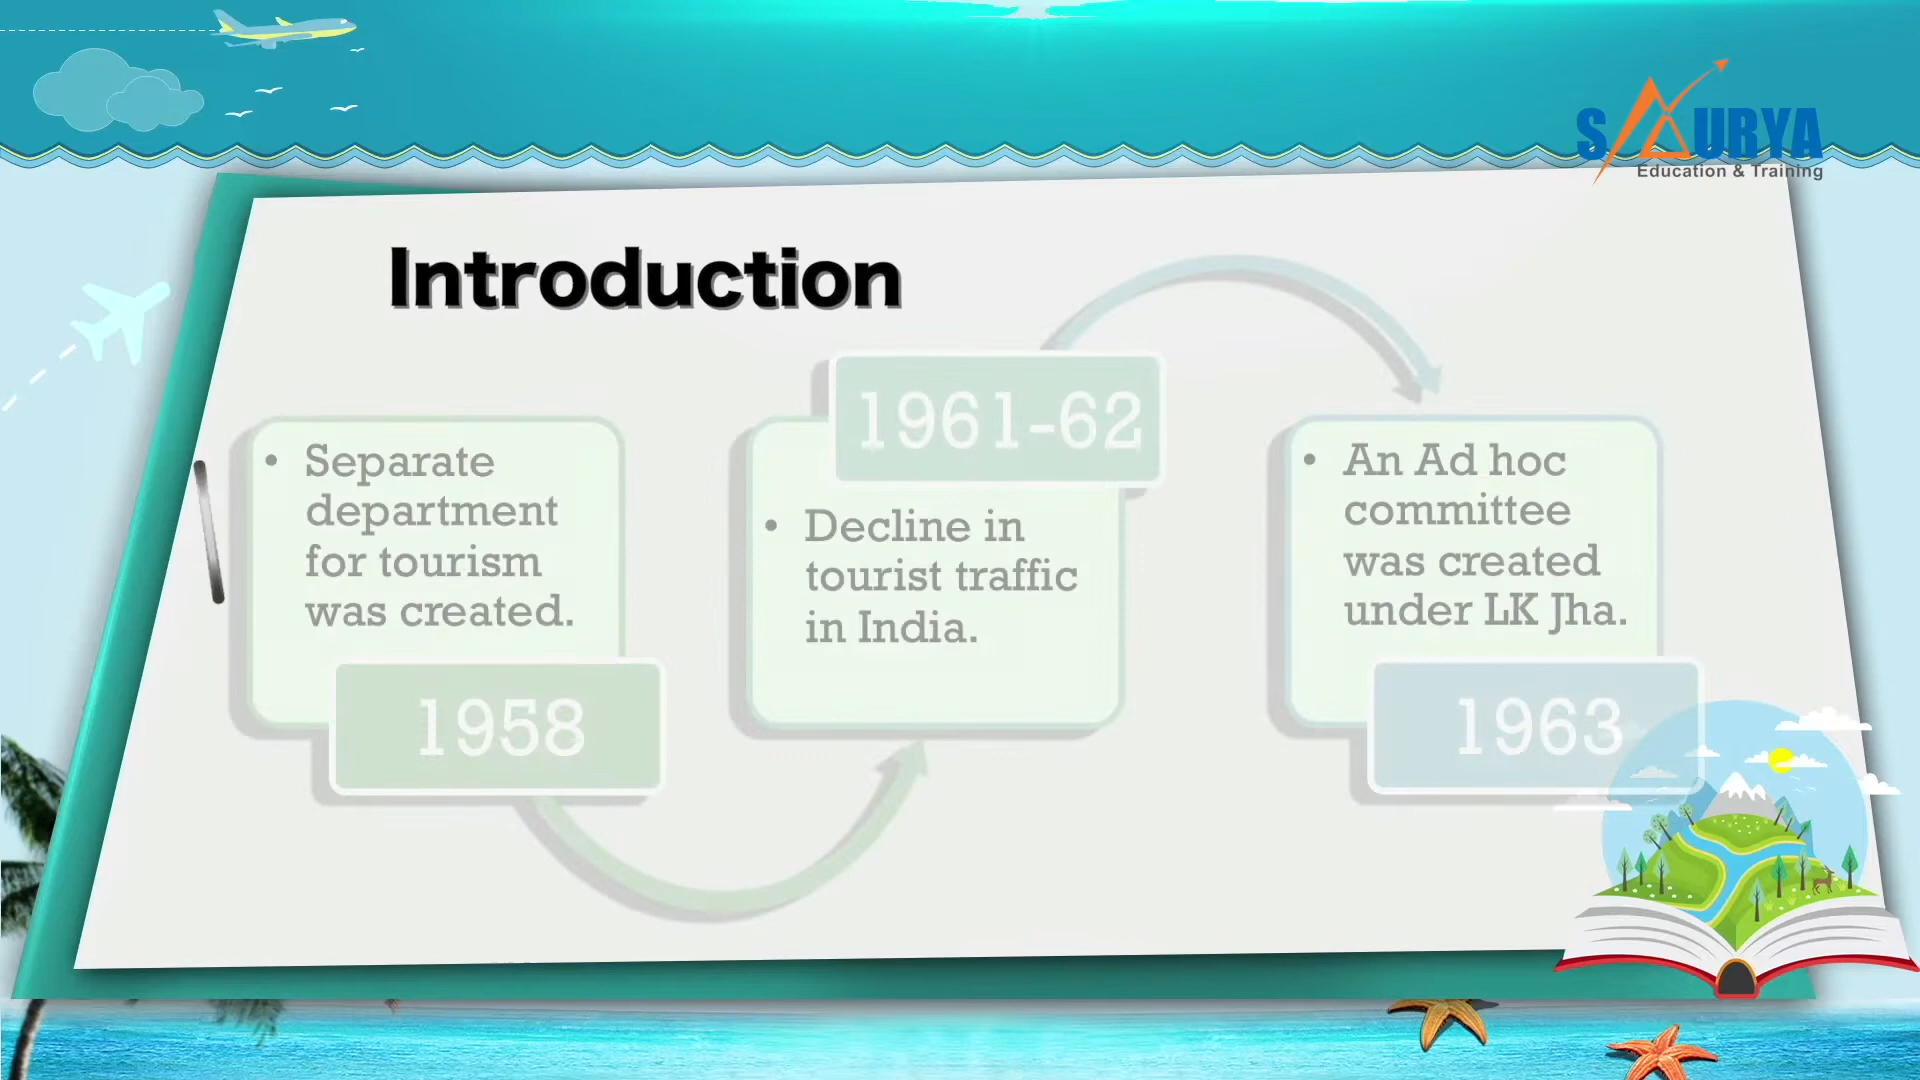 SAURYA
Education & Training
Introduction
• Separate
department
for tourism
was created.
1958
1961-62
• Decline in
tourist traffic
in India.
• An Ad hoc
committee
was created
under LK Jha.
1963